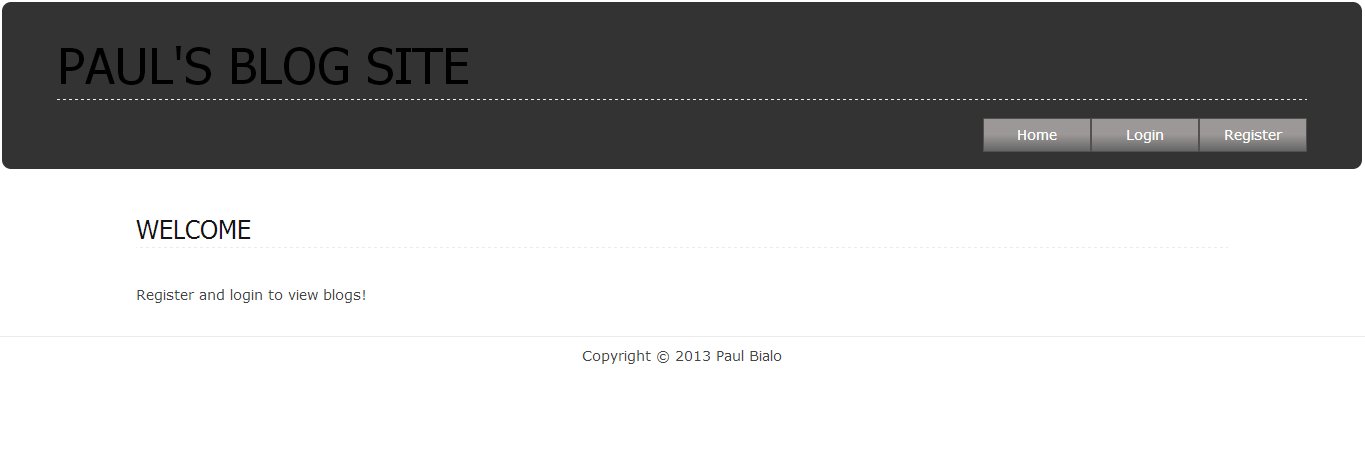 PAUL'S BLOG SITE
Home Login Register
WELCOME
Register and login to view blogs!
Copyright © 2013 Paul Bialo